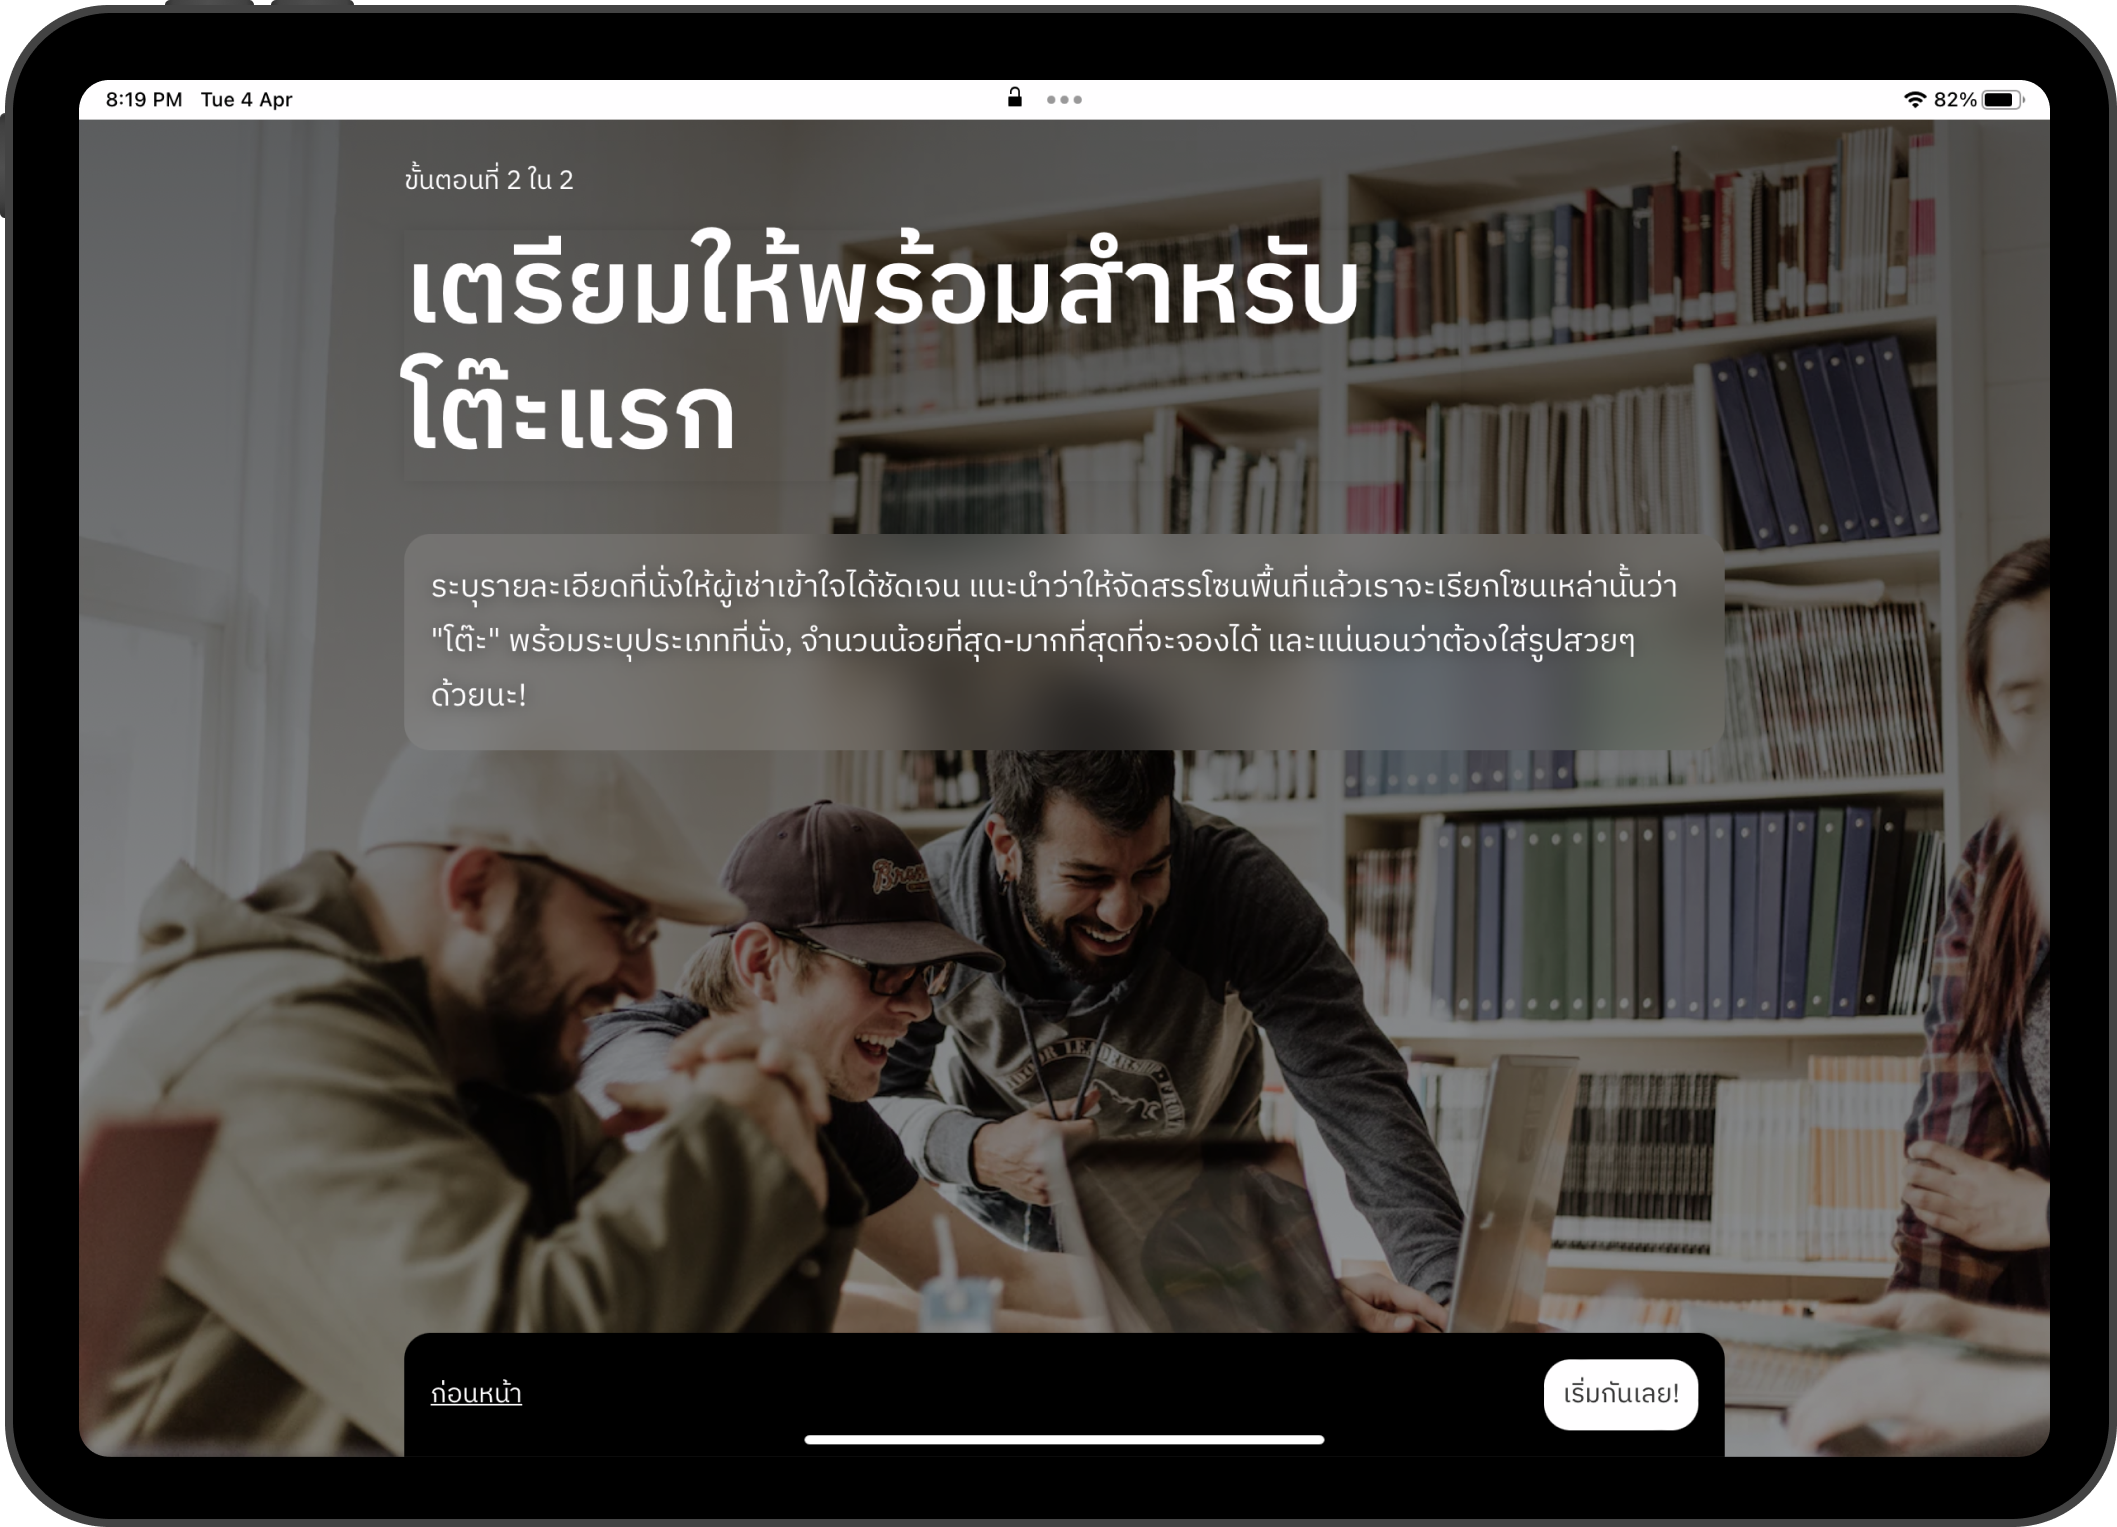 8:19 PM Tue 4 Apr
82%
ขั้นตอนที่ 2 ใน 2
เตรียมให้พร้อมสำหรับ
โต๊ะแรก
ระบุรายละเอียดที่นั่งให้ผู้เช่าเข้าใจได้ชัดเจน แนะนำว่าให้จัดสรรโซนพื้นที่แล้วเราจะเรียกโซนเหล่านั้นว่า
"โต๊ะ" พร้อมระบุประเภทที่นั่ง, จำนวนน้อยที่สุด-มากที่สุดที่จะจองได้ และแน่นอนว่าต้องใส่รูปสวยๆ
ด้วยนะ!
LEADERSHIP
ก่อนหน้า
เริ่มกันเลย!